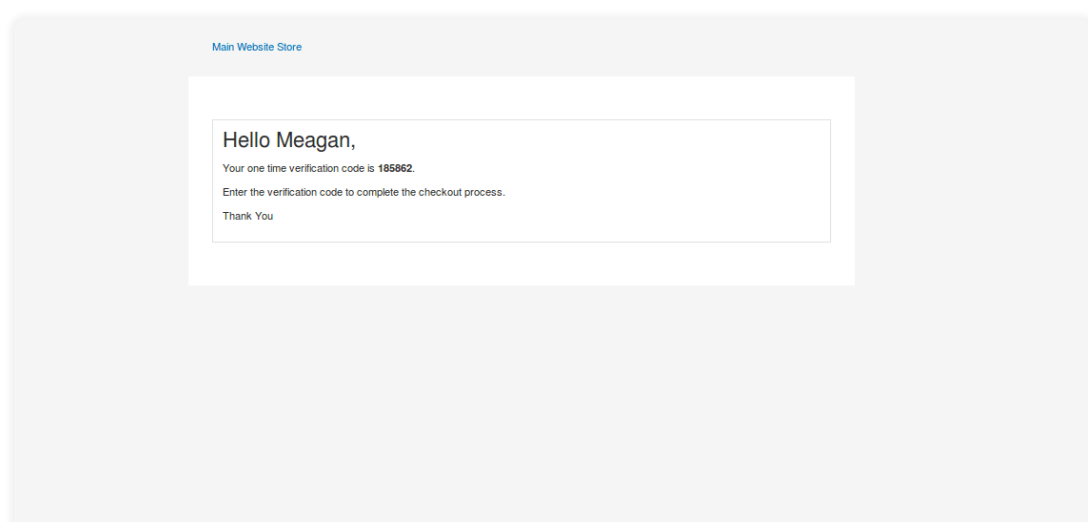 Main Website Store
Hello Meagan,
Your one time verification code is 185862.
Enter the verification code to complete the checkout process.
Thank You